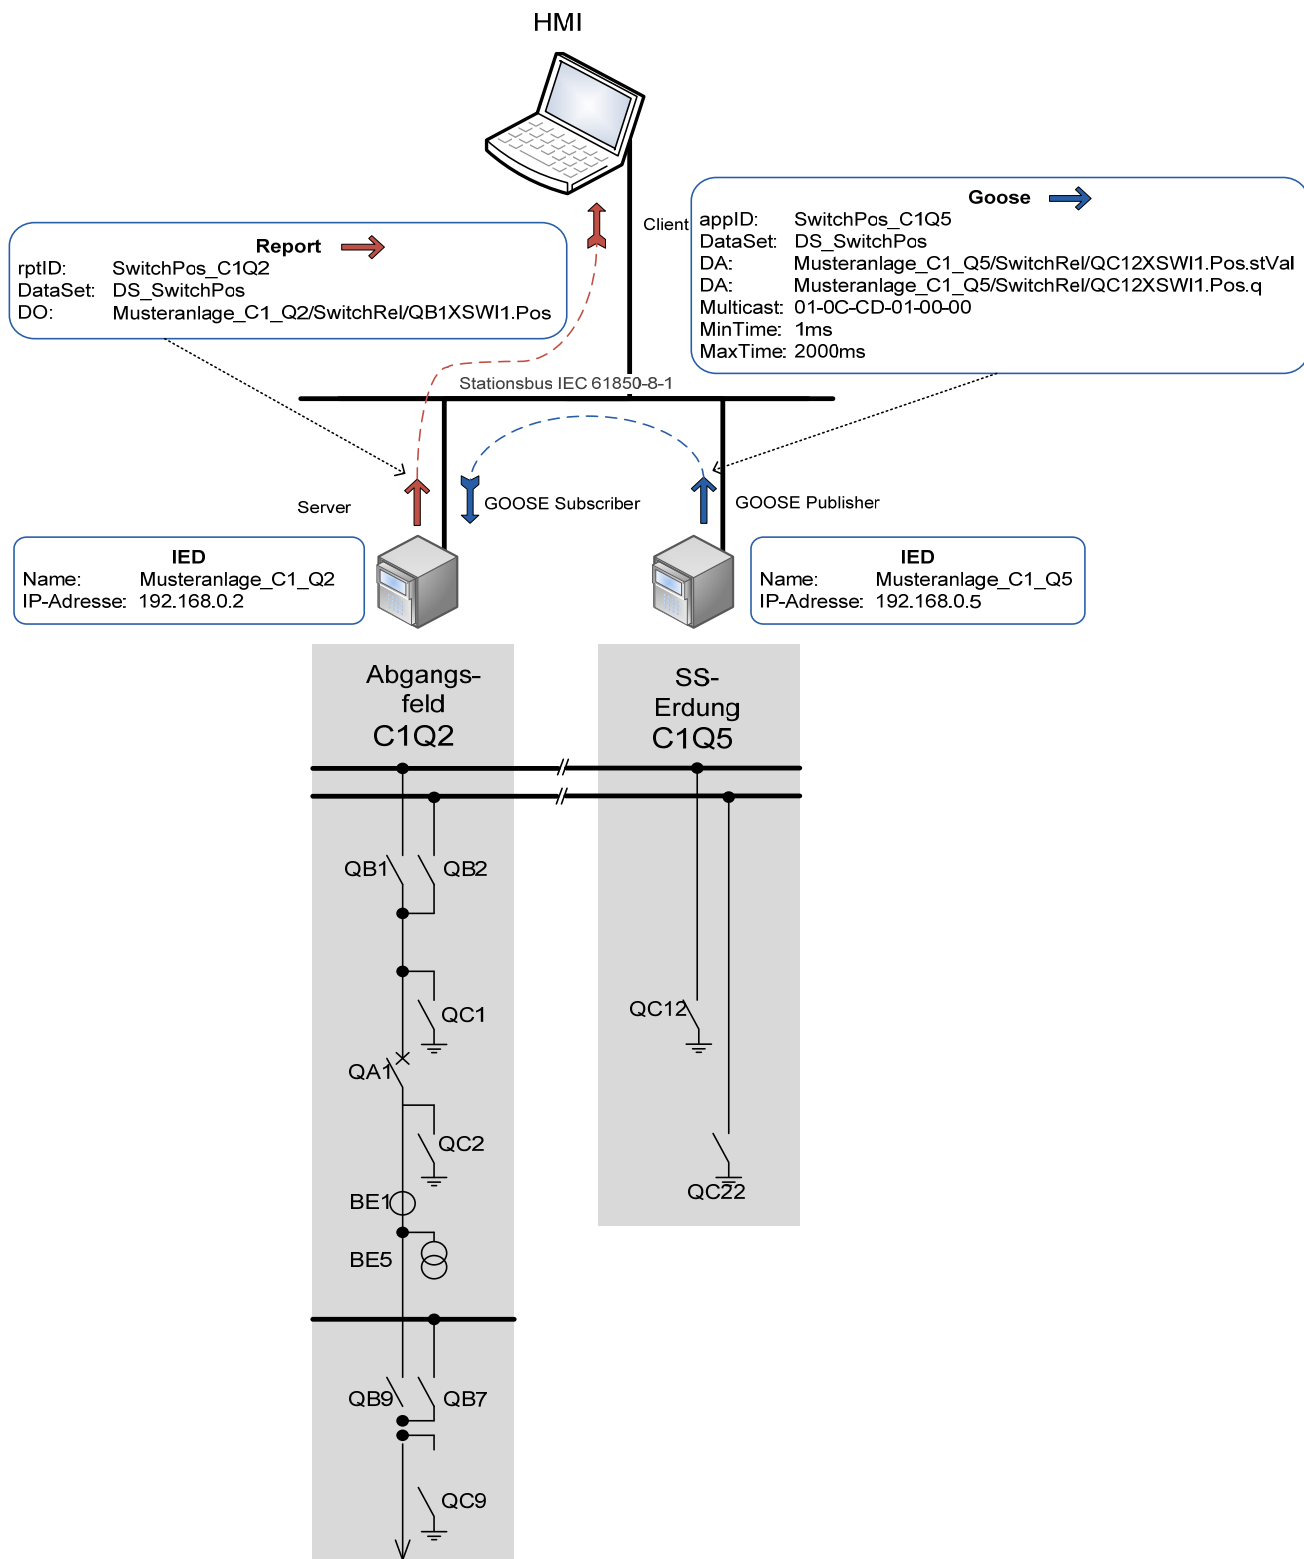 HMI
Client
Report
rptID: SwitchPos_C1Q2
DataSet: DS_SwitchPos
DO: Musteranlage_C1_Q2/SwitchRel/QB1XSWI1.Pos
Goose
appID: SwitchPos_C1Q5
DataSet: DS_SwitchPos
DA: Musteranlage_C1_Q5/SwitchRel/QC12XSWI1.Pos.stVal
DA: Musteranlage_C1_Q5/SwitchRel/QC12XSWI1.Pos.q
Multicast: 01-0C-CD-01-00-00
MinTime: 1ms
MaxTime: 2000ms
Stationsbus IEC 61850-8-1
Server
GOOSE Subscriber
GOOSE Publisher
IED
Name: Musteranlage_C1_Q2
IP-Adresse: 192.168.0.2
IED
Name: Musteranlage_C1_Q5
IP-Adresse: 192.168.0.5
Abgangs-
feld
C1Q2
SS-
Erdung
C1Q5
QB1
QB2
QC1
QA1
QC2
BE1
BE5
QB9
QB7
QC9
QC12
QC22